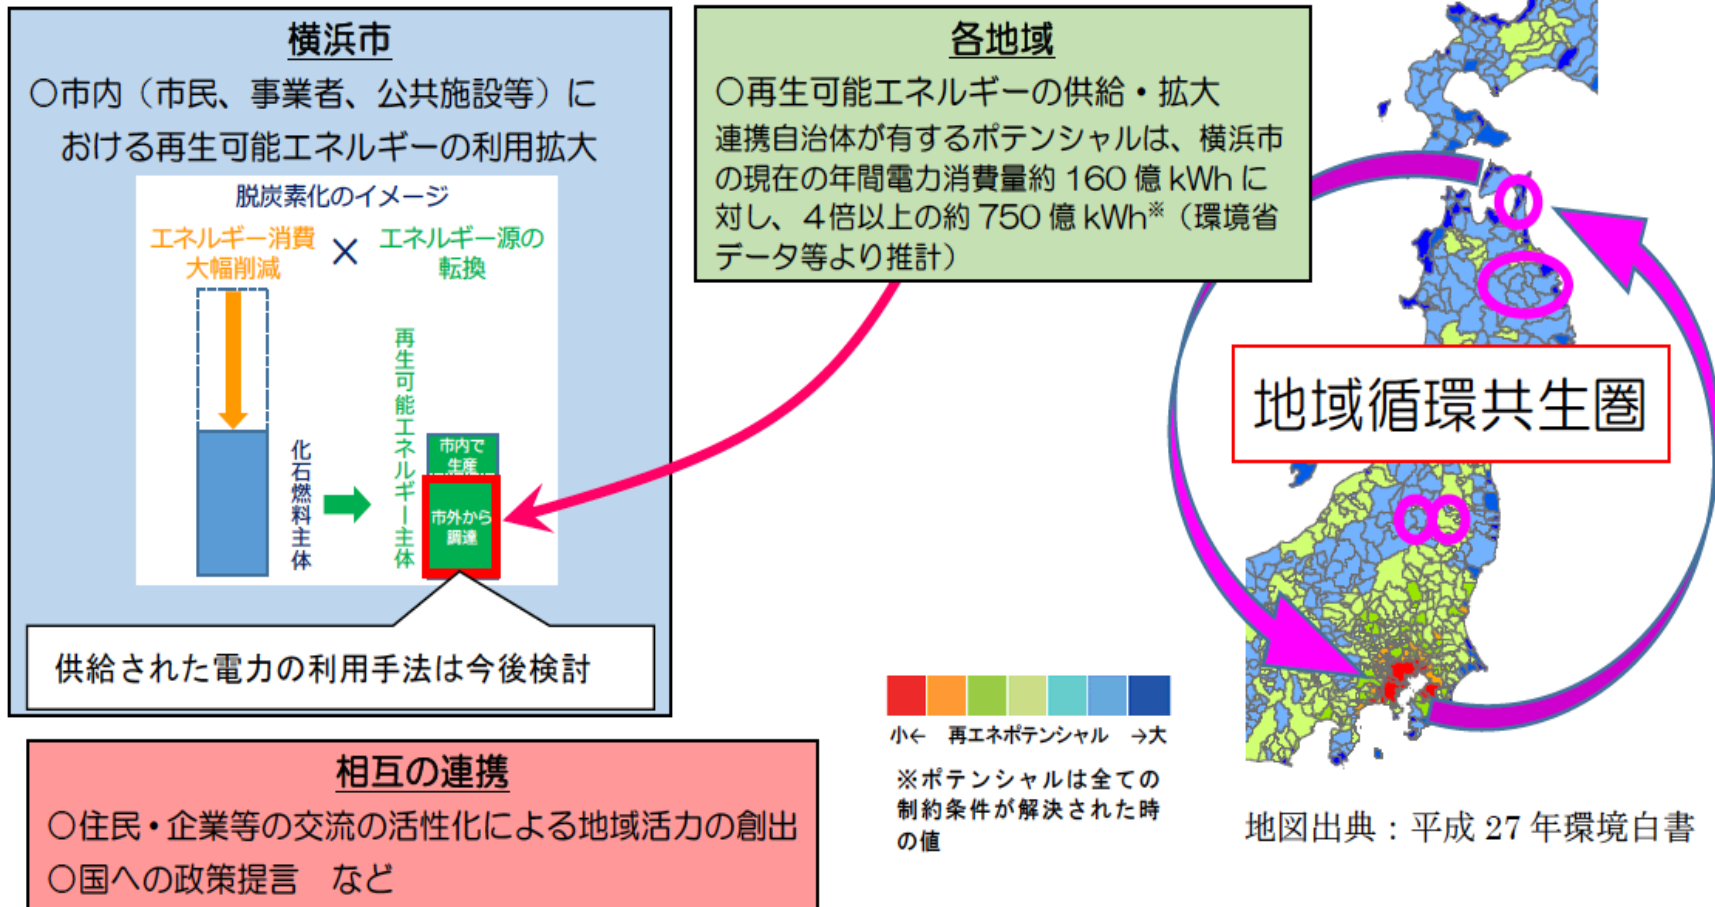 横浜市
○市内（市民、事業者、公共施設等）に
おける再生可能エネルギーの利用拡大
脱炭素化のイメージ
エネルギー消費
大幅削減
×
エネルギー源の
転換
化石燃料主体
再生可能エネルギー主体
市内で
生産
市外から
調達
供給された電力の利用手法は今後検討
各地域
○再生可能エネルギーの供給・拡大
連携自治体が有するポテンシャルは、横浜市
の現在の年間電力消費量約 160 億 kWh に
対し、４倍以上の約 750 億 kWh※（環境省
データ等より推計）
地域循環共生圏
相互の連携
○住民・企業等の交流の活性化による地域活力の創出
○国への政策提言　など
小← 再エネポテンシャル →大
※ポテンシャルは全ての
制約条件が解決された時
の値
地図出典：平成 27 年環境白書